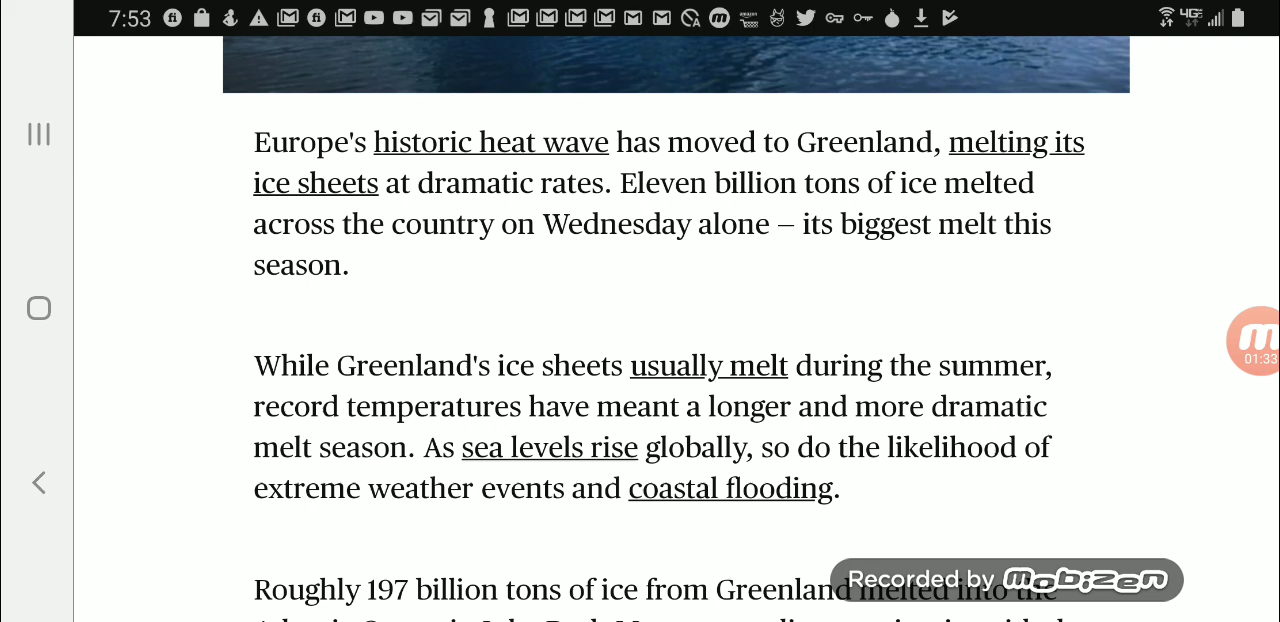 7:53
4GE
Europe's historic heat wave has moved to Greenland, melting its
ice sheets at dramatic rates. Eleven billion tons of ice melted
across the country on Wednesday alone – its biggest melt this
season.
01:33
While Greenland's ice sheets usually melt during the summer,
record temperatures have meant a longer and more dramatic
melt season. As sea levels rise globally, so do the likelihood of
extreme weather events and coastal flooding.
Recorded by mobizen
Roughly 197 billion tons of ice from Greenland melted into the